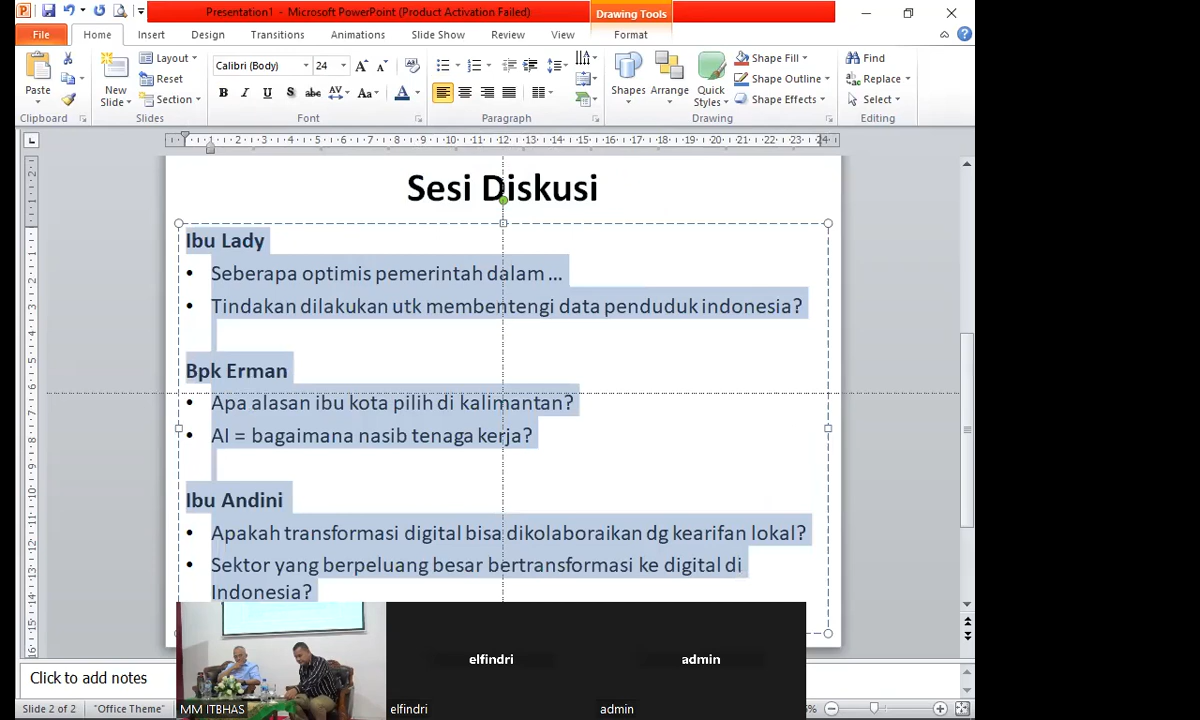 Presentation1 - Microsoft PowerPoint (Product Activation Failed)
Drawing Tools
File Home Insert Design Transitions Animations Slide Show Review View Format
Paste
New Slide
Layout
Reset
Section
Calibri (Body) 24
B I U S abc AV Aa A
Shapes Arrange Quick Styles
Shape Fill
Shape Outline
Shape Effects
Find
Replace
Select
Clipboard Slides Font Paragraph Drawing Editing
Sesi Diskusi
Ibu Lady
• Seberapa optimis pemerintah dalam ...
• Tindakan dilakukan utk membentengi data penduduk indonesia?
Bpk Erman
• Apa alasan ibu kota pilih di kalimantan?
• AI = bagaimana nasib tenaga kerja?
Ibu Andini
• Apakah transformasi digital bisa dikolaboraikan dg kearifan lokal?
• Sektor yang berpeluang besar bertransformasi ke digital di
Indonesia?
elfindri
admin
Click to add notes
MM ITBHAS
elfindri
admin
Slide 2 of 2 "Office Theme"